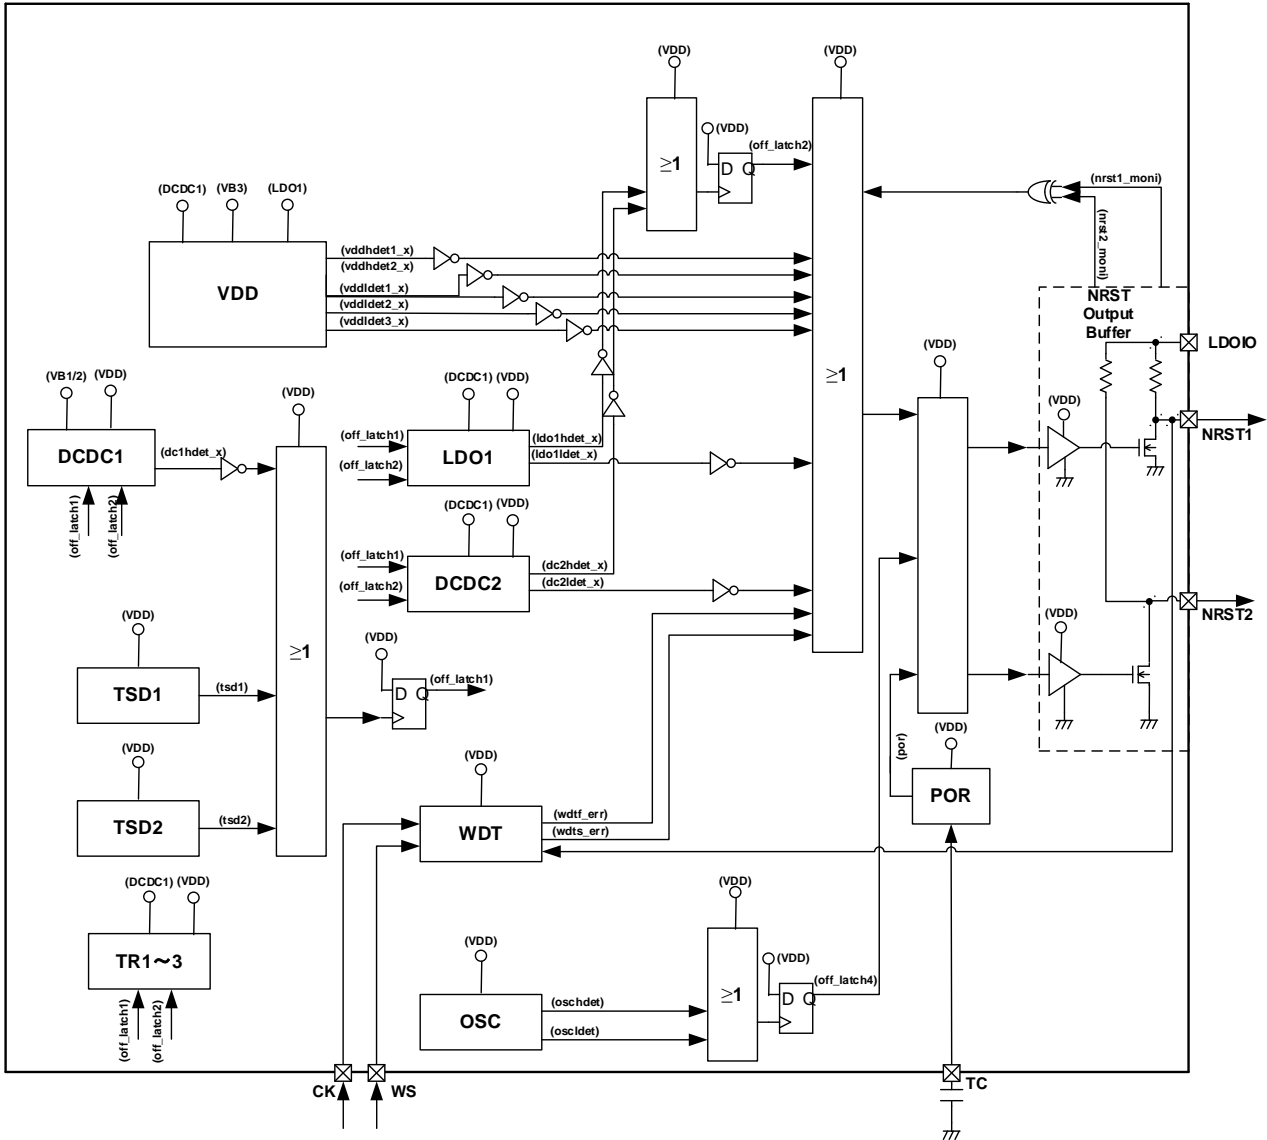 (VDD)
(VDD)
≥1
(VDD)
D Q
(off_latch2)
(nrst1_moni)
(nrst2_moni)
(DCDC1)
(VB3)
(LDO1)
VDD
(vddhdet1_x)
(vddhdet2_x)
(vddldet1_x)
(vddldet2_x)
(vddldet3_x)
≥1
NRST
Output
Buffer
LDOIO
(VDD)
(VDD)
NRST1
(VB1/2)
(VDD)
DCDC1
(dc1hdet_x)
(off_latch1)
(off_latch2)
(VDD)
≥1
(DCDC1)
(VDD)
(off_latch1)
(off_latch2)
LDO1
(ldo1hdet_x)
(ldo1ldet_x)
(DCDC1)
(VDD)
(off_latch1)
(off_latch2)
DCDC2
(dc2hdet_x)
(dc2ldet_x)
(VDD)
NRST2
(VDD)
TSD1
(tsd1)
(VDD)
D Q
(off_latch1)
(VDD)
TSD2
(tsd2)
(VDD)
WDT
(wdtf_err)
(wdts_err)
(por)
(VDD)
POR
(DCDC1)
(VDD)
TR1～3
(off_latch1)
(off_latch2)
(VDD)
OSC
(oschdet)
(oscldet)
(VDD)
≥1
(VDD)
D Q
(off_latch4)
CK
WS
TC